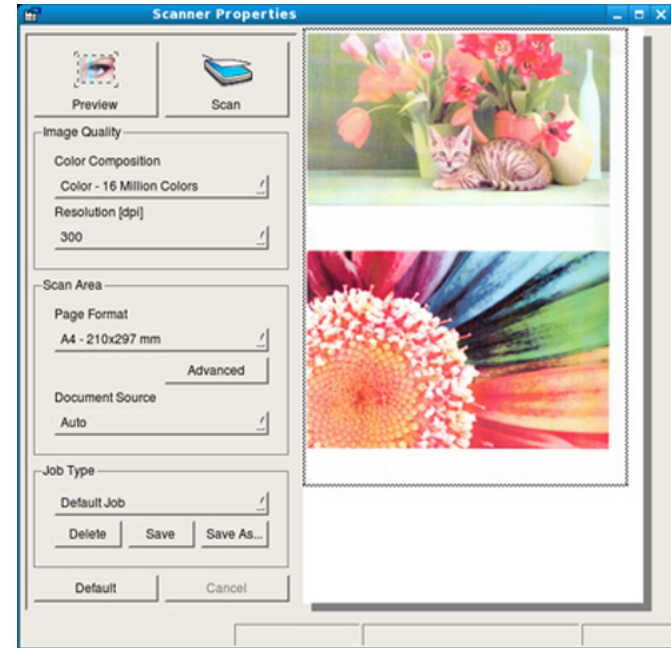 Scanner Properties
Preview
Scan
Image Quality
Color Composition
Color - 16 Million Colors
Resolution [dpi]
300
Scan Area
Page Format
A4 - 210x297 mm
Advanced
Document Source
Auto
Job Type
Default Job
Delete Save Save As...
Default Cancel